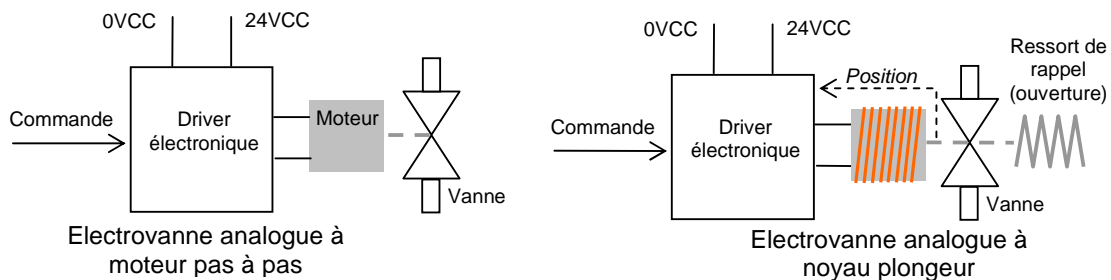 0VCC
24VCC
Commande
Driver
électronique
Moteur
Vanne
Electrovanne analogue à
moteur pas à pas
0VCC
24VCC
Position
Ressort de
rappel
(ouverture)
Commande
Driver
électronique
Vanne
Electrovanne analogue à
noyau plongeur